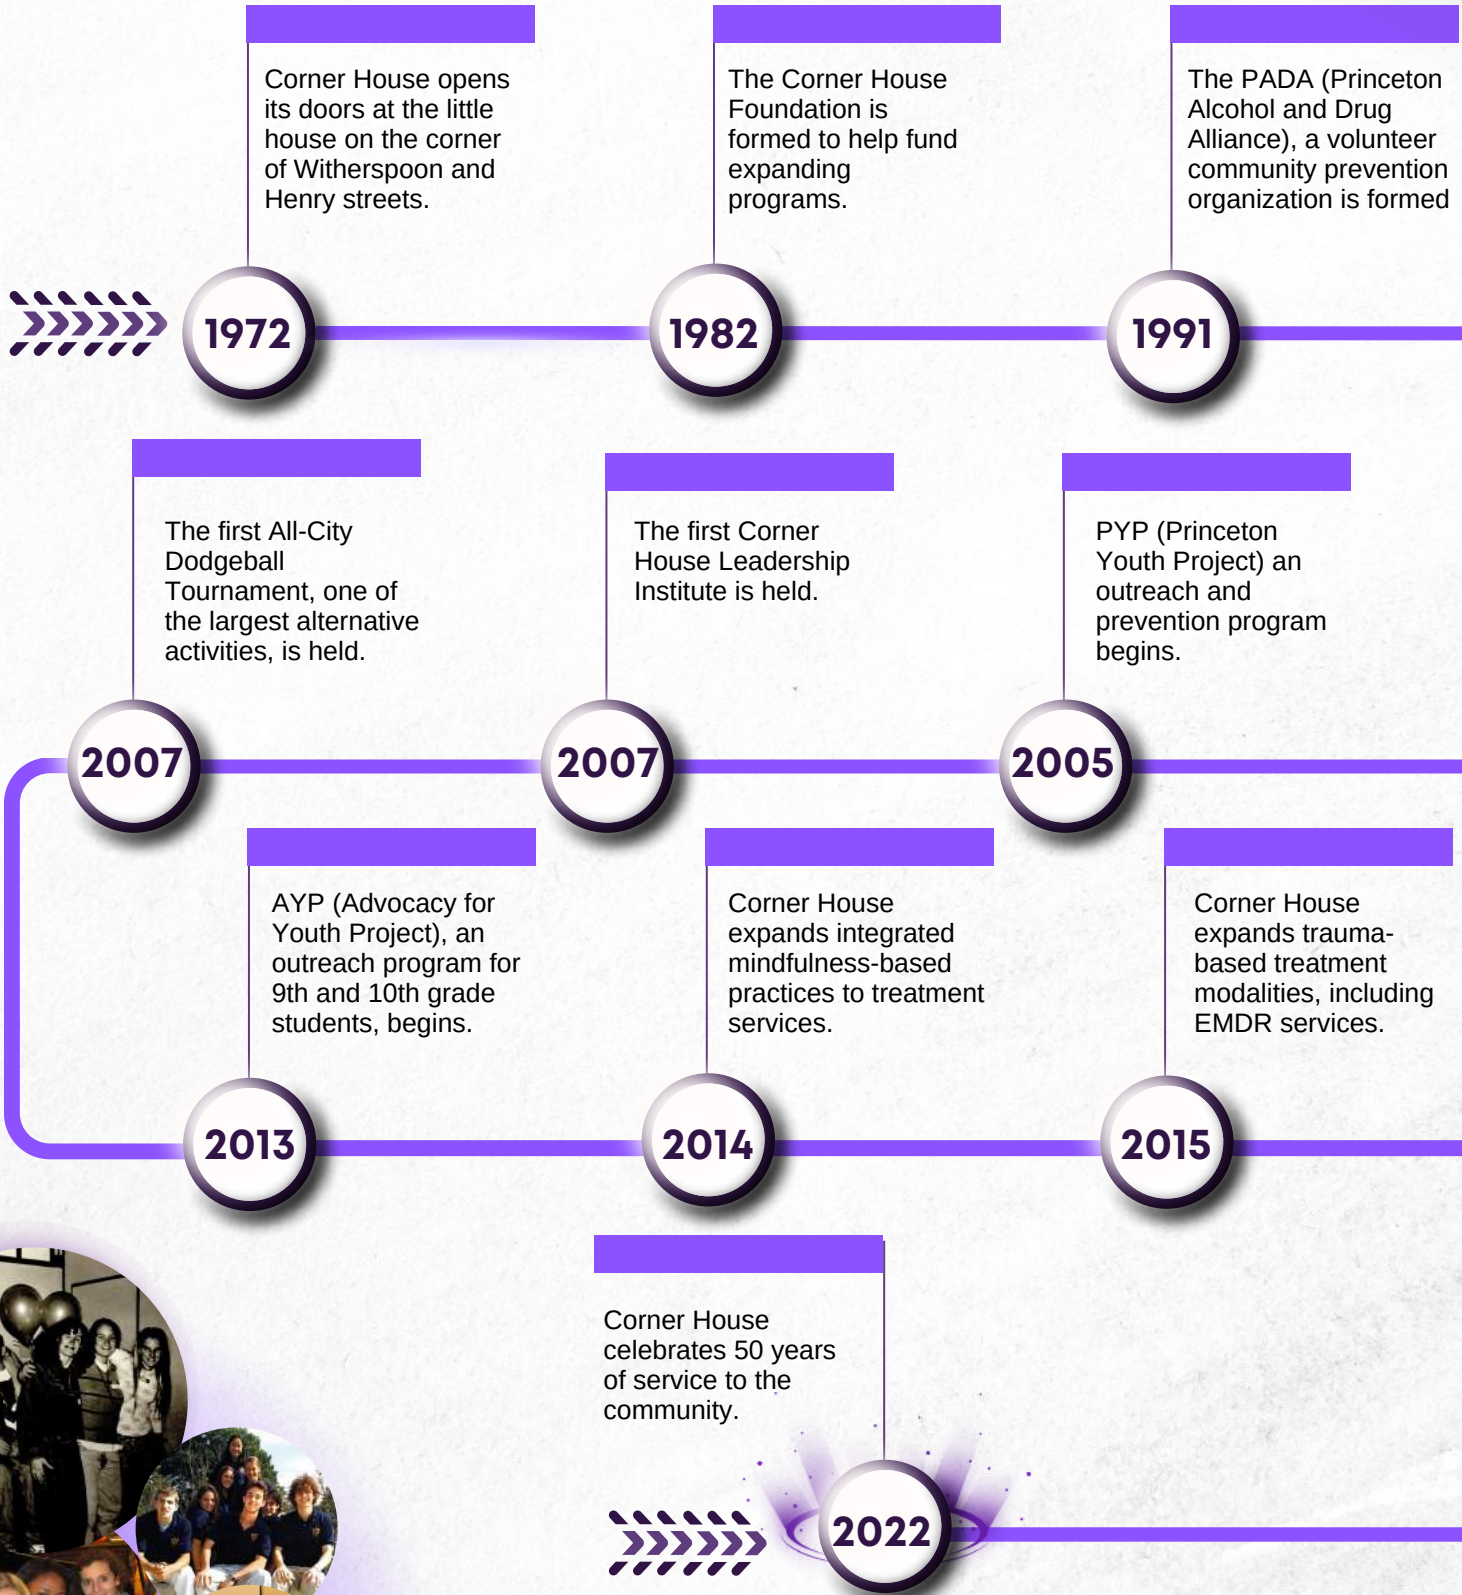 Corner House opens
its doors at the little
house on the corner
of Witherspoon and
Henry streets.
1972
The Corner House
Foundation is
formed to help fund
expanding
programs.
1982
The PADA (Princeton
Alcohol and Drug
Alliance), a volunteer
community prevention
organization is formed
1991
The first All-City
Dodgeball
Tournament, one of
the largest alternative
activities, is held.
2007
The first Corner
House Leadership
Institute is held.
2007
PYP (Princeton
Youth Project) an
outreach and
prevention program
begins.
2005
AYP (Advocacy for
Youth Project), an
outreach program for
9th and 10th grade
students, begins.
2013
Corner House
expands integrated
mindfulness-based
practices to treatment
services.
2014
Corner House
expands trauma-
based treatment
modalities, including
EMDR services.
2015
Corner House
celebrates 50 years
of service to the
community.
2022